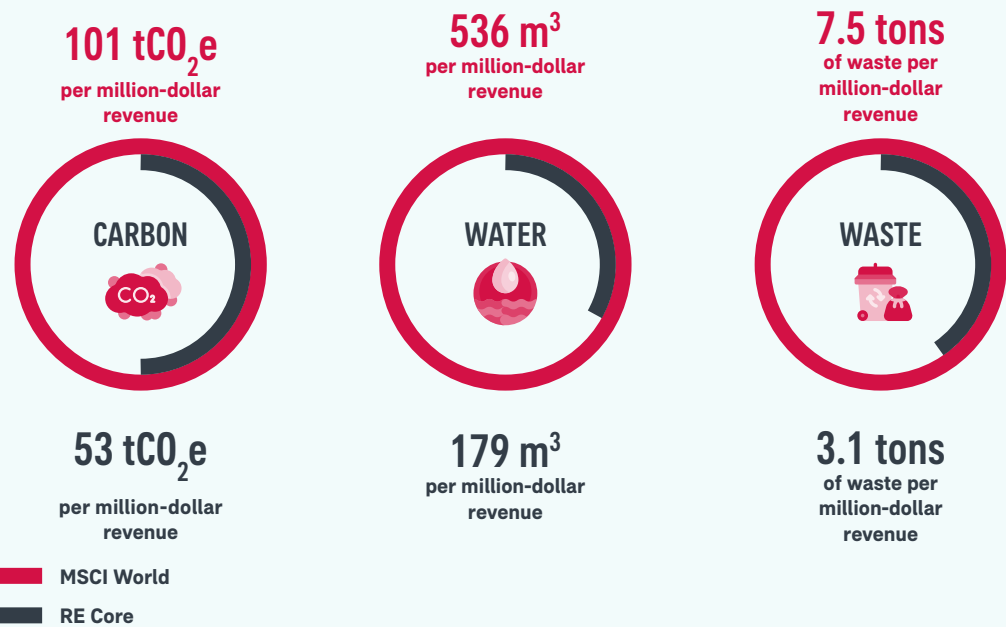 101 tCO₂e
per million-dollar
revenue
536 m³
per million-dollar
revenue
7.5 tons
of waste per
million-dollar
revenue
CARBON
CO₂
WATER
WASTE
53 tCO₂e
per million-dollar
revenue
179 m³
per million-dollar
revenue
3.1 tons
of waste per
million-dollar
revenue
MSCI World
RE Core